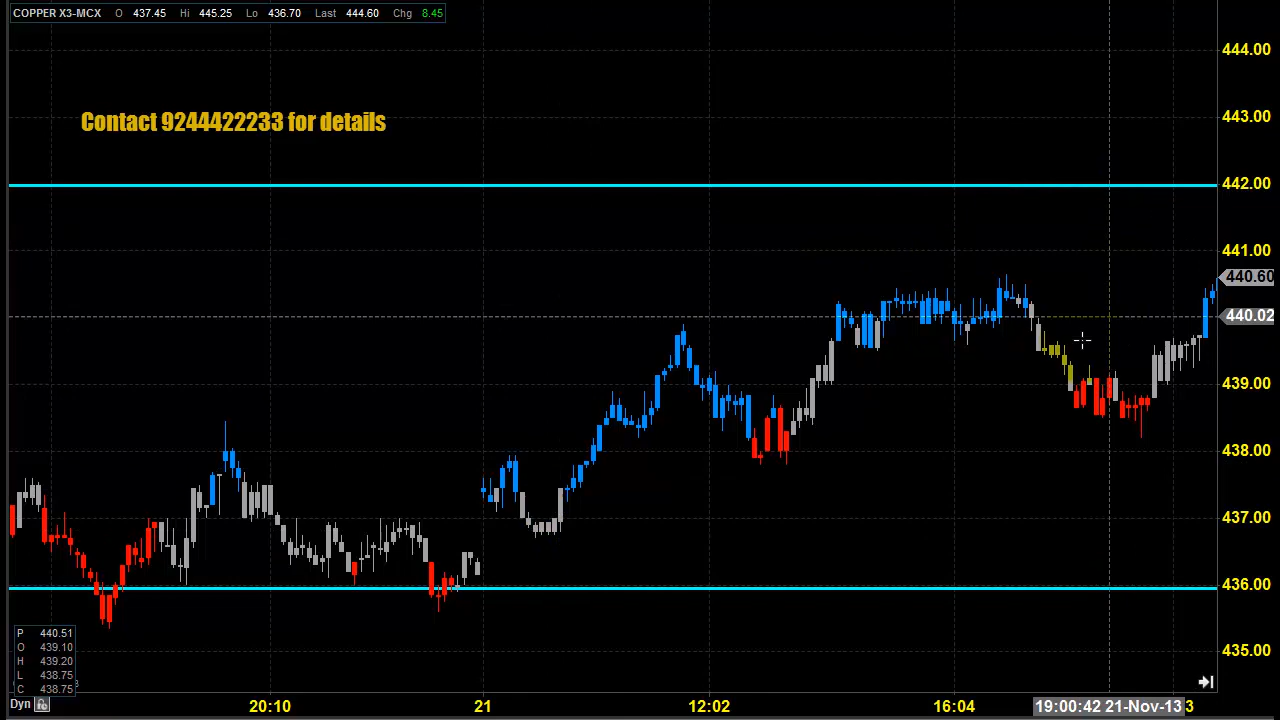 COPPER X3-MCX O 437.45 Hi 445.25 Lo 436.70 Last 444.60 Chg 8.45
444.00
Contact 9244422233 for details
443.00
442.00
441.00
440.60
440.02
439.00
438.00
437.00
436.00
435.00
P 440.51
O 439.10
H 439.20
L 438.75
C 438.75
Dyn
20:10 21 12:02 16:04 19:00:42 21-Nov-13 3